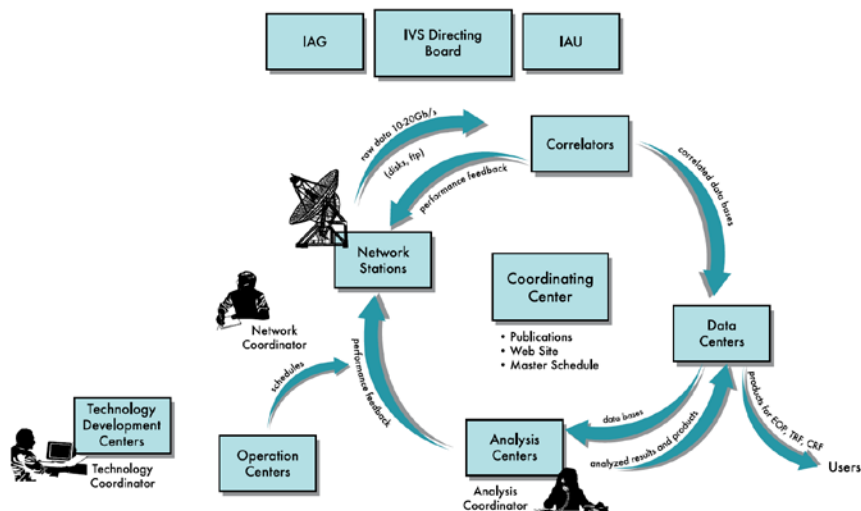 IAG
IVS Directing
Board
IAU
raw data 10-20Gb/s
(disks, ftp)
performance feedback
Correlators
correlated data bases
Network
Stations
Coordinating
Center
• Publications
• Web Site
• Master Schedule
Network
Coordinator
Data
Centers
schedules
performance feedback
products for EOP, TRF, CRF
Technology
Development
Centers
Technology
Coordinator
Operation
Centers
data bases
Analysis
Centers
analyzed results and products
Users
Analysis
Coordinator